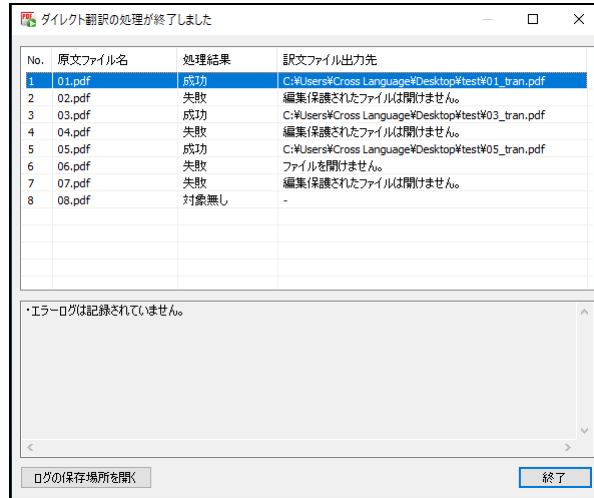 ダイレクト翻訳の処理が終了しました
No. 原文ファイル名 処理結果 訳文ファイル出力先
1 01.pdf 成功 C:¥Users¥Cross Language¥Desktop¥test¥01_tran.pdf
2 02.pdf 失敗 編集保護されたファイルは開けません。
3 03.pdf 成功 C:¥Users¥Cross Language¥Desktop¥test¥03_tran.pdf
4 04.pdf 失敗 編集保護されたファイルは開けません。
5 05.pdf 成功 C:¥Users¥Cross Language¥Desktop¥test¥05_tran.pdf
6 06.pdf 失敗 ファイルを開けません。
7 07.pdf 失敗 編集保護されたファイルは開けません。
8 08.pdf 対象無し -
・エラーログは記録されていません。
ログの保存場所を開く 終了